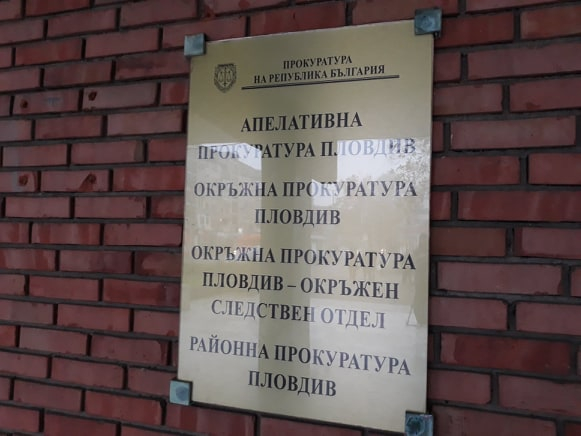 ПРОКУРАТУРА
НА РЕПУБЛИКА БЪЛГАРИЯ
АПЕЛАТИВНА
ПРОКУРАТУРА ПЛОВДИВ
ОКРЪЖНА ПРОКУРАТУРА
ПЛОВДИВ
ОКРЪЖНА ПРОКУРАТУРА
ПЛОВДИВ – ОКРЪЖЕН
СЛЕДСТВЕН ОТДЕЛ
РАЙОННА ПРОКУРАТУРА
ПЛОВДИВ